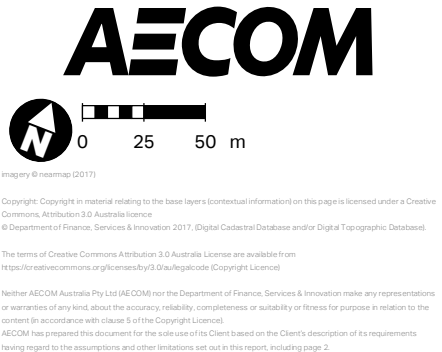 AECOM
N
0 25 50 m
imagery © nearmap (2017)
Copyright: Copyright in material relating to the base layers (contextual information) on this page is licensed under a Creative
Commons, Attribution 3.0 Australia licence
© Department of Finance, Services & Innovation 2017, (Digital Cadastral Database and/or Digital Topographic Database).
The terms of Creative Commons Attribution 3.0 Australia License are available from
https://creativecommons.org/licenses/by/3.0/au/legalcode (Copyright Licence)
Neither AECOM Australia Pty Ltd (AECOM) nor the Department of Finance, Services & Innovation make any representations
or warranties of any kind, about the accuracy, reliability, completeness or suitability or fitness for purpose in relation to the
content (in accordance with clause 5 of the Copyright Licence).
AECOM has prepared this document for the sole use of its Client based on the Client's description of its requirements
having regard to the assumptions and other limitations set out in this report, including page 2.